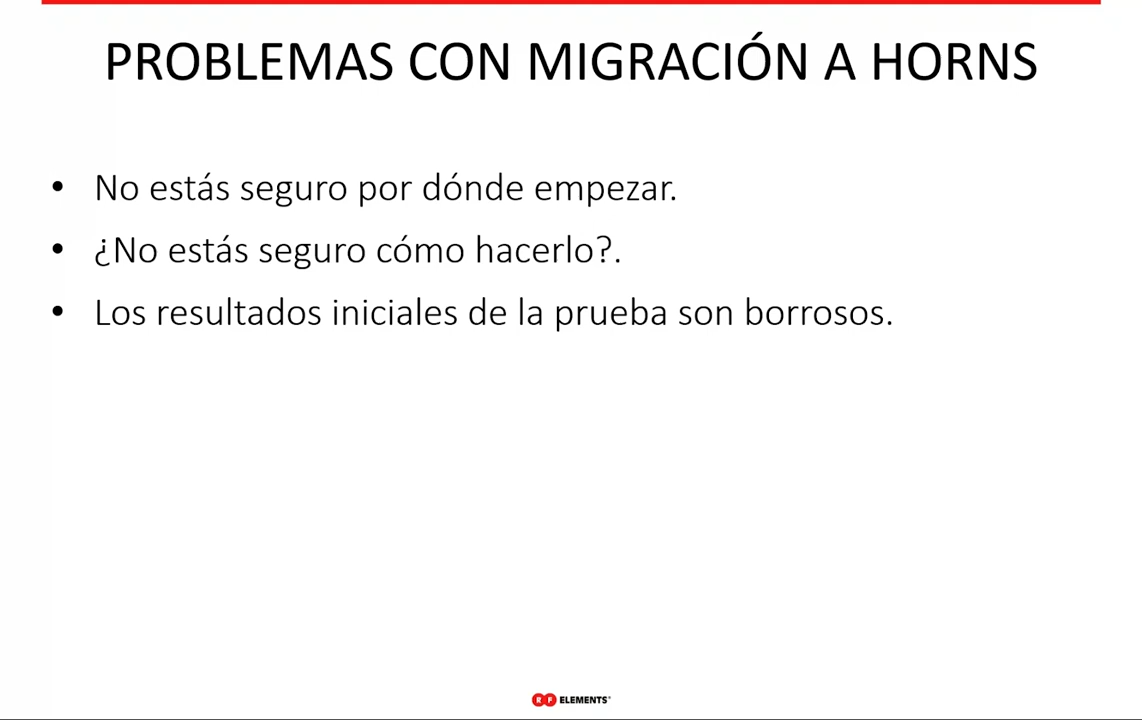 PROBLEMAS CON MIGRACIÓN A HORNS
• No estás seguro por dónde empezar.
• ¿No estás seguro cómo hacerlo?.
• Los resultados iniciales de la prueba son borrosos.
RF ELEMENTS®